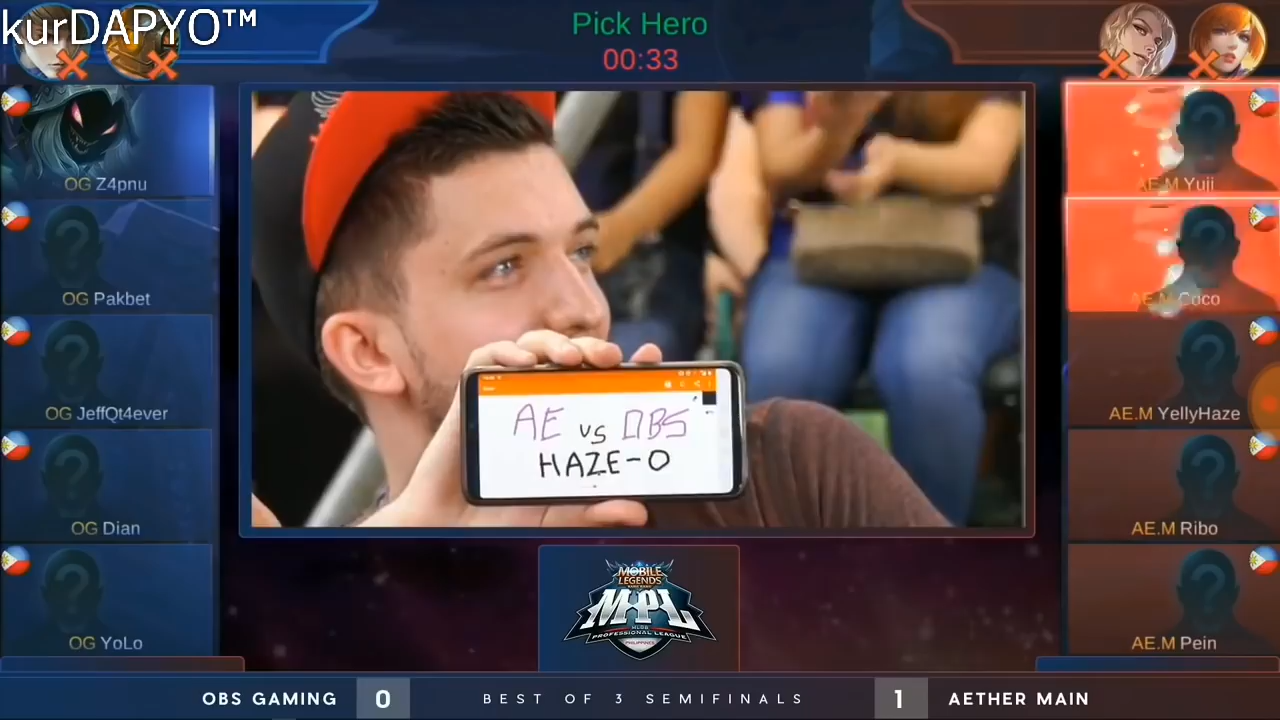 kurDAPYO™
Pick Hero
00:33
OG Z4pnu
OG Pakbet
OG JeffQt4ever
OG Dian
OG YoLo
AE vs OBS
HAZE-O
AE.M Yuji
AE.M Coco
AE.M YellyHaze
AE.M Ribo
AE.M Pein
MOBILE
LEGENDS
MPL
MLBB
PROFESSIONAL LEAGUE
PHILIPPINES
OBS GAMING 0 BEST OF 3 SEMIFINALS 1 AETHER MAIN